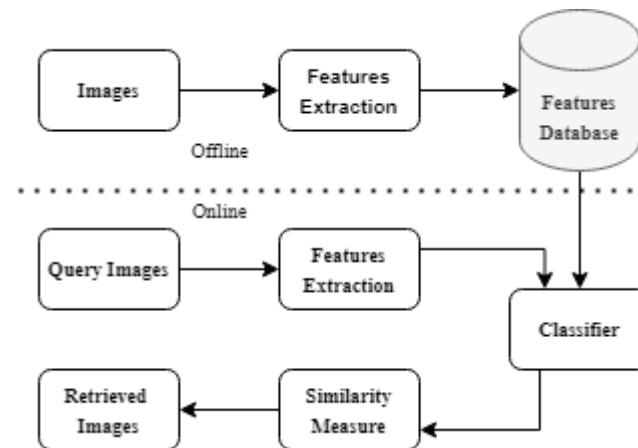 Images
Features
Extraction
Features
Database
Offline
Online
Query Images
Features
Extraction
Classifier
Retrieved
Images
Similarity
Measure